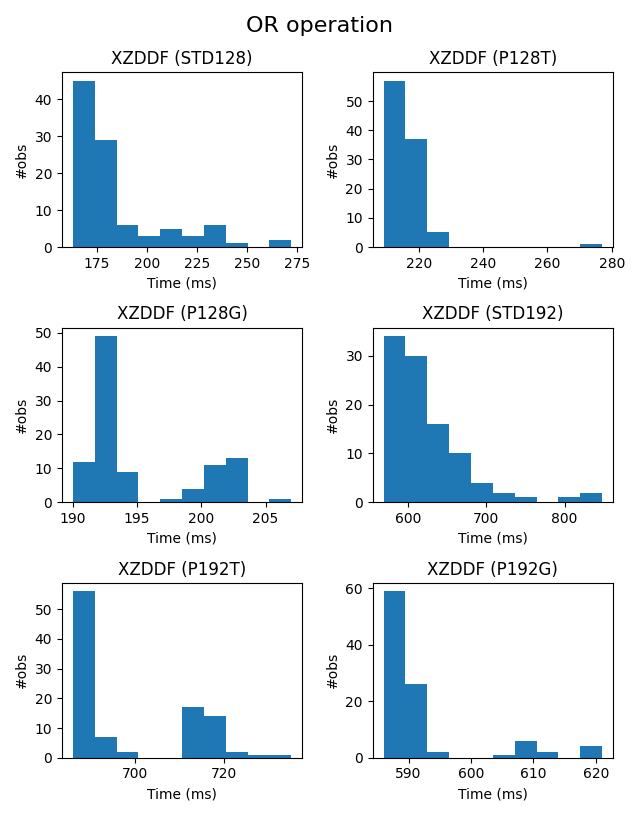 OR operation
XZDDF (STD128)
#obs
0
10
20
30
40
175
200
225
250
275
Time (ms)
XZDDF (P128T)
#obs
0
10
20
30
40
50
220
240
260
280
Time (ms)
XZDDF (P128G)
#obs
0
10
20
30
40
50
190
195
200
205
Time (ms)
XZDDF (STD192)
#obs
0
10
20
30
600
700
800
Time (ms)
XZDDF (P192T)
#obs
0
10
20
30
40
50
700
720
Time (ms)
XZDDF (P192G)
#obs
0
20
40
60
590
600
610
620
Time (ms)